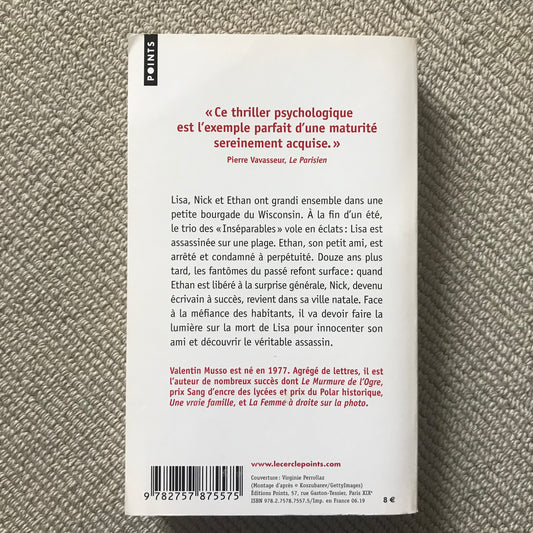 POINTS
« Ce thriller psychologique
est l'exemple parfait d'une maturité
sereinement acquise. »
Pierre Vavasseur, Le Parisien
Lisa, Nick et Ethan ont grandi ensemble dans une
petite bourgade du Wisconsin. À la fin d'un été,
le trio des «Inséparables» vole en éclats : Lisa est
assassinée sur une plage. Ethan, son petit ami, est
arrêté et condamné à perpétuité. Douze ans plus
tard, les fantômes du passé refont surface : quand
Ethan est libéré à la surprise générale, Nick, devenu
écrivain à succès, revient dans sa ville natale. Face
à la méfiance des habitants, il va devoir faire la
lumière sur la mort de Lisa pour innocenter son
ami et découvrir le véritable assassin.
Valentin Musso est né en 1977. Agrégé de lettres, il est
l'auteur de nombreux succès dont Le Murmure de l'Ogre,
prix Sang d'encre des lycées et prix du Polar historique,
Une vraie famille, et La Femme à droite sur la photo.
www.lecerclepoints.com
Couverture : Virginie Perrollaz
(Montage d'après © Koszubarev/GettyImages)
Éditions Points, 57, rue Gaston-Tessier, Paris XIXe
ISBN 978.2.7578.7557.5/Imp. en France 06.19
8 €
9 782757 875575